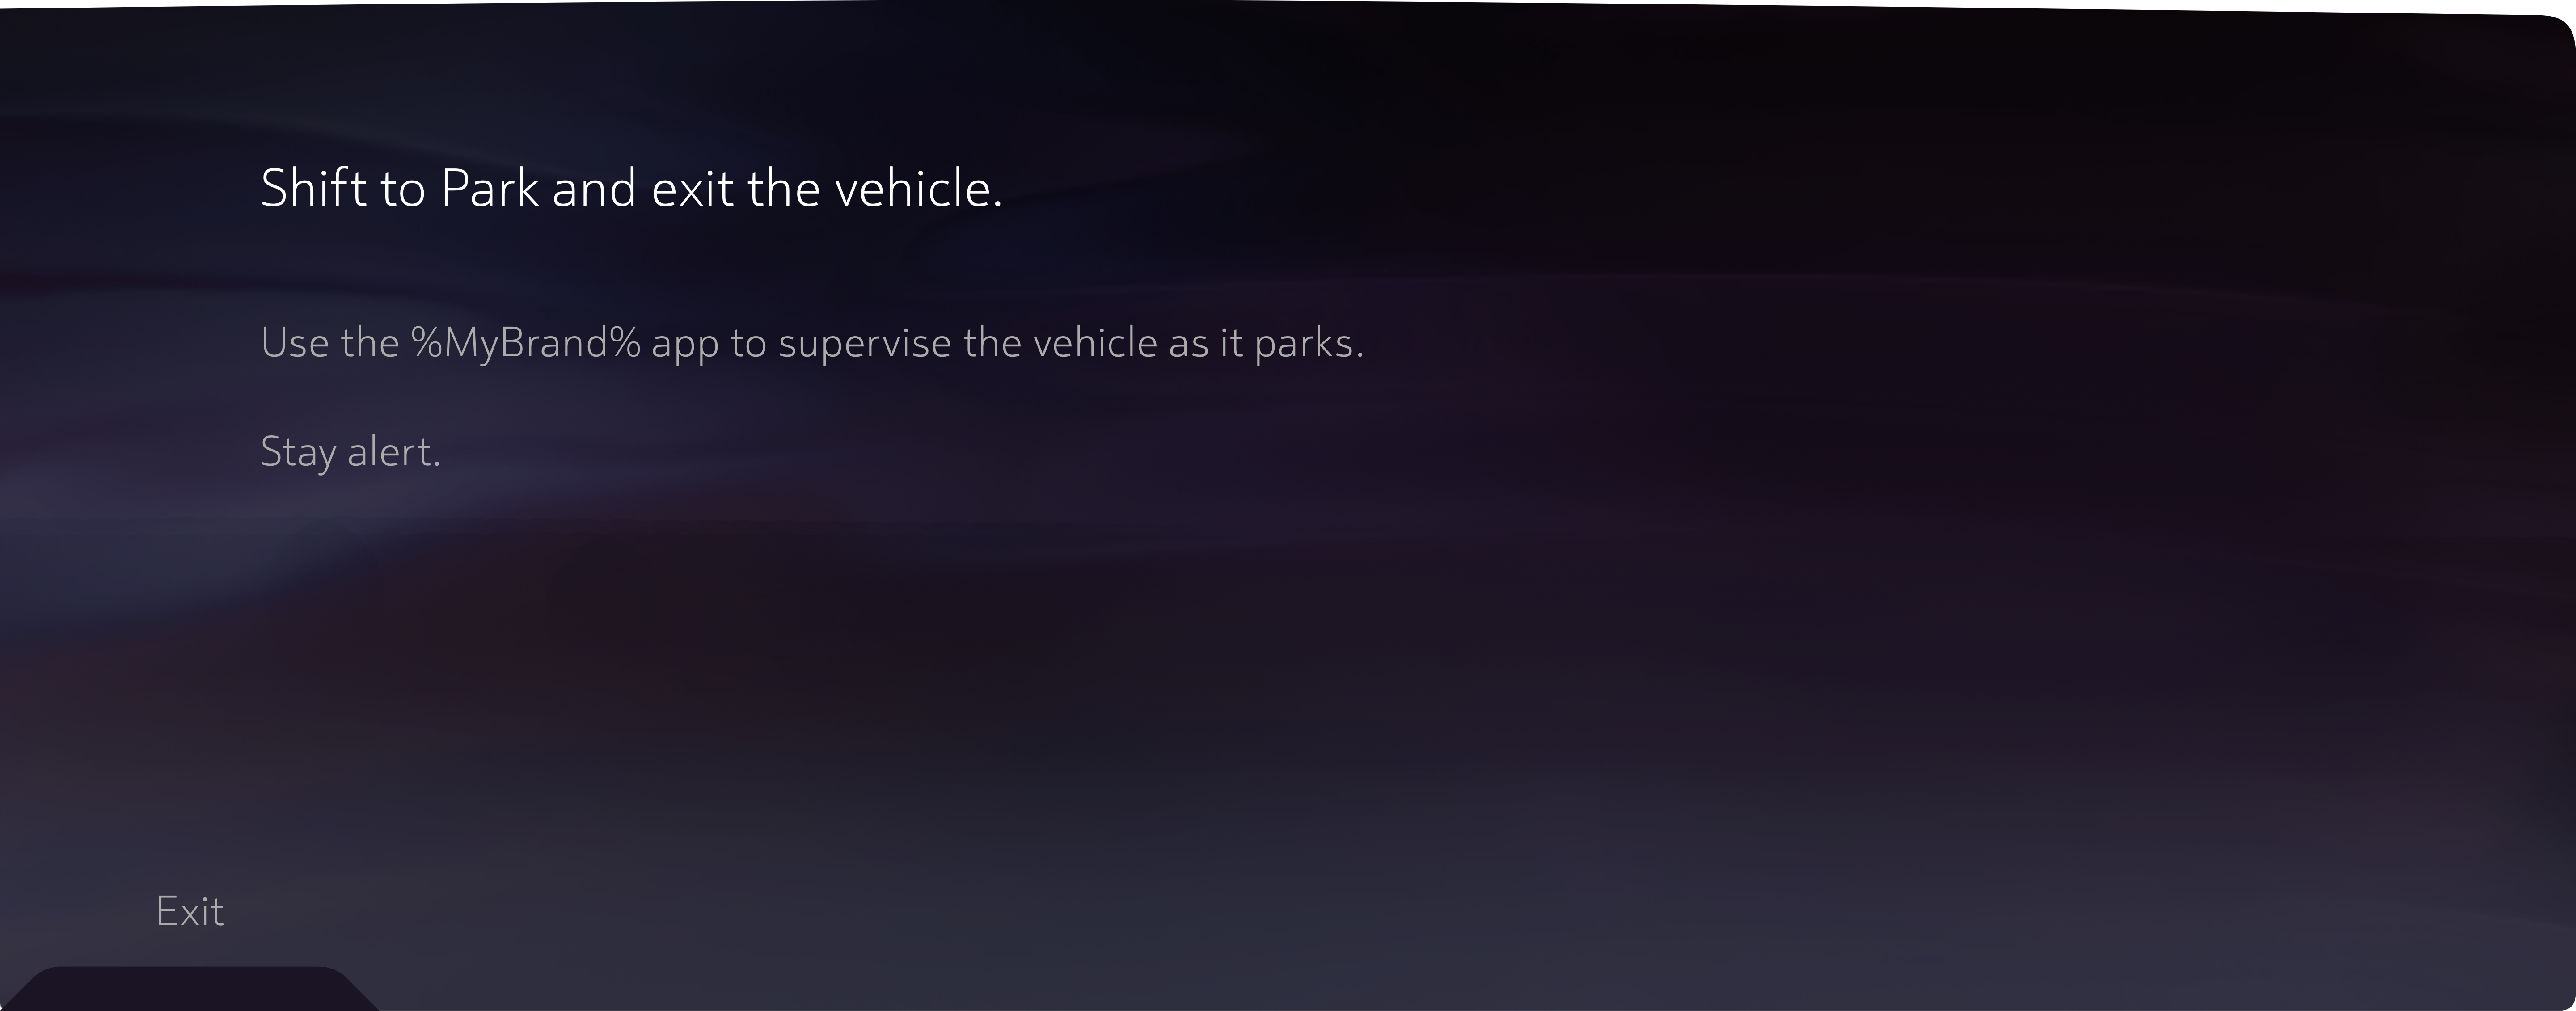 Shift to Park and exit the vehicle.
Use the %MyBrand% app to supervise the vehicle as it parks.
Stay alert.
Exit